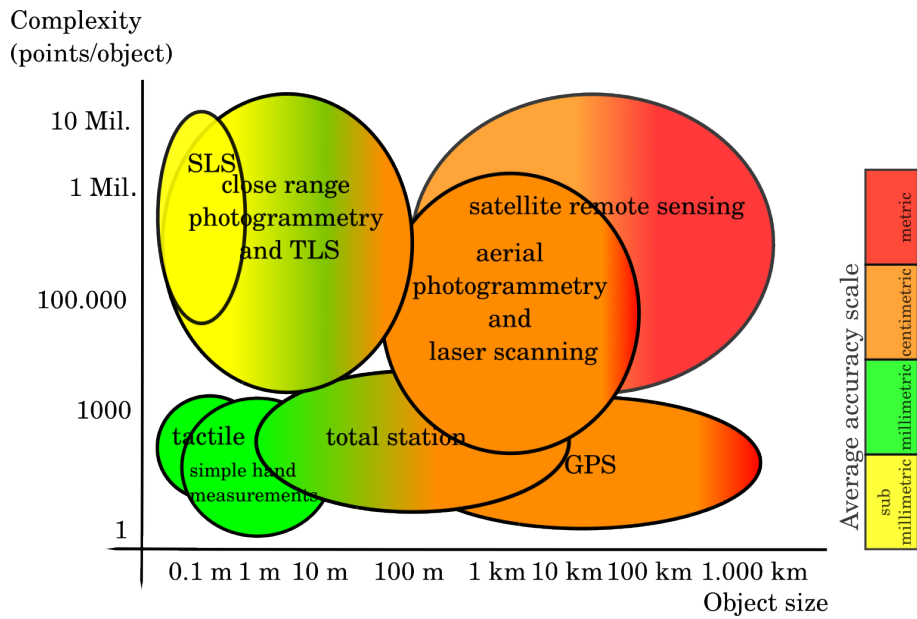 Complexity
(points/object)
10 Mil.
1 Mil.
100.000
1000
1
SLS
close range
photogrammetry
and TLS
satellite remote sensing
aerial
photogrammetry
and
laser scanning
tactile
simple hand
measurements
total station
GPS
0.1 m 1 m 10 m 100 m 1 km 10 km 100 km 1.000 km
Object size
Average accuracy scale
metric
centimetric
millimetric
sub
millimetric